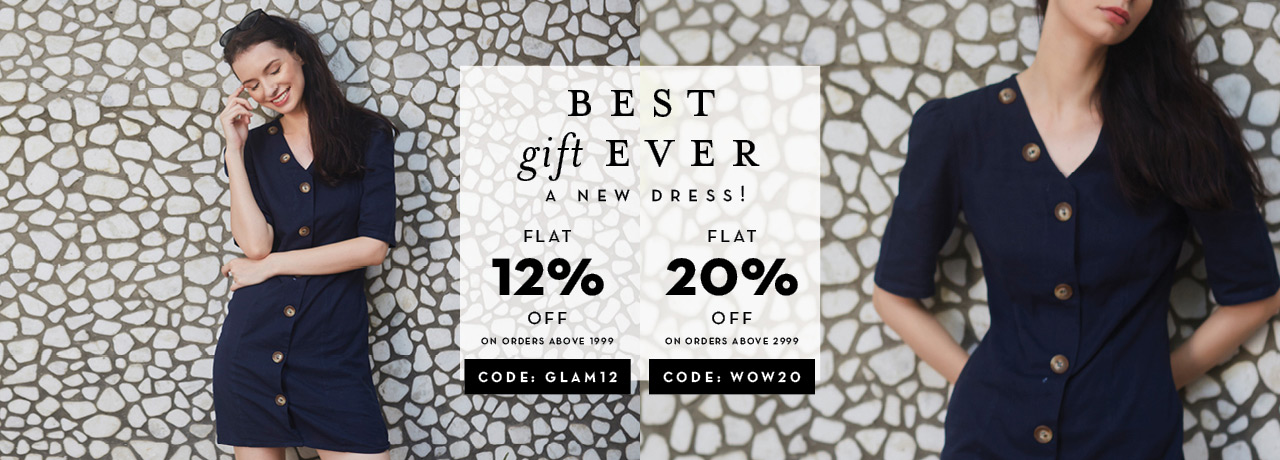 BEST
gift EVER
A NEW DRESS!
FLAT
12%
OFF
ON ORDERS ABOVE 1999
CODE: GLAM12
FLAT
20%
OFF
ON ORDERS ABOVE 2999
CODE: WOW20